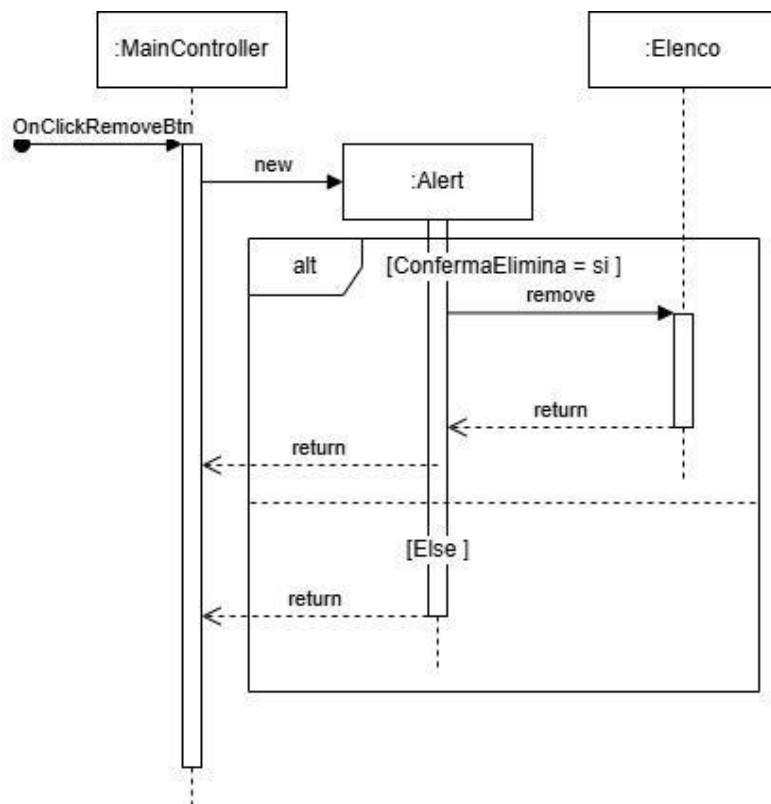 :MainController
:Elenco
OnClickRemoveBtn
new
:Alert
alt
[ConfermaElimina = si ]
remove
return
return
[Else ]
return